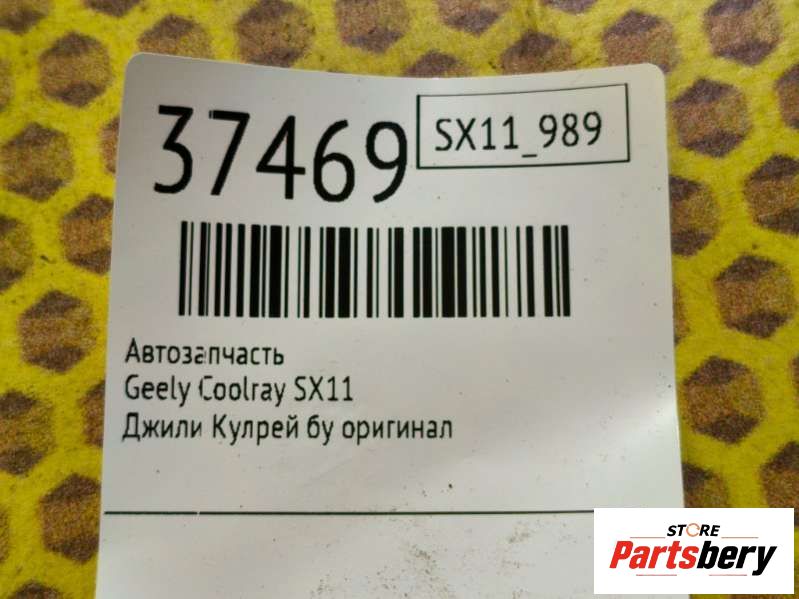 37469
SX11_989
Автозапчасть
Geely Coolray SX11
Джили Кулрей бу оригинал
STORE
Partsbery